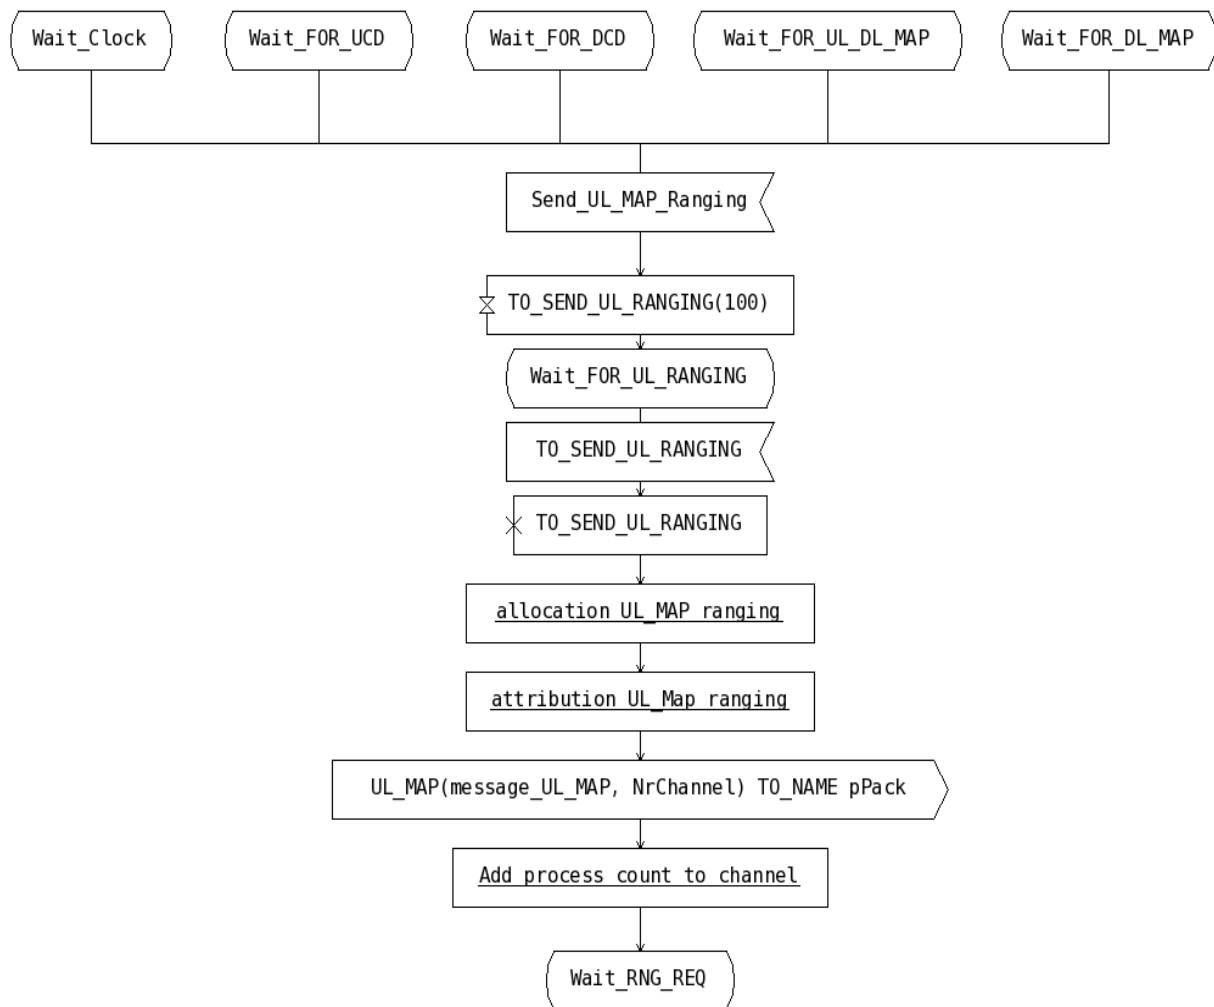 Wait_Clock
Wait_FOR_UCD
Wait_FOR_DCD
Wait_FOR_UL_DL_MAP
Wait_FOR_DL_MAP
Send_UL_MAP_Ranging
TO_SEND_UL_RANGING(100)
Wait_FOR_UL_RANGING
TO_SEND_UL_RANGING
TO_SEND_UL_RANGING
allocation UL_MAP ranging
attribution UL_Map ranging
UL_MAP(message_UL_MAP, NrChannel) TO_NAME pPack
Add process count to channel
Wait_RNG_REQ